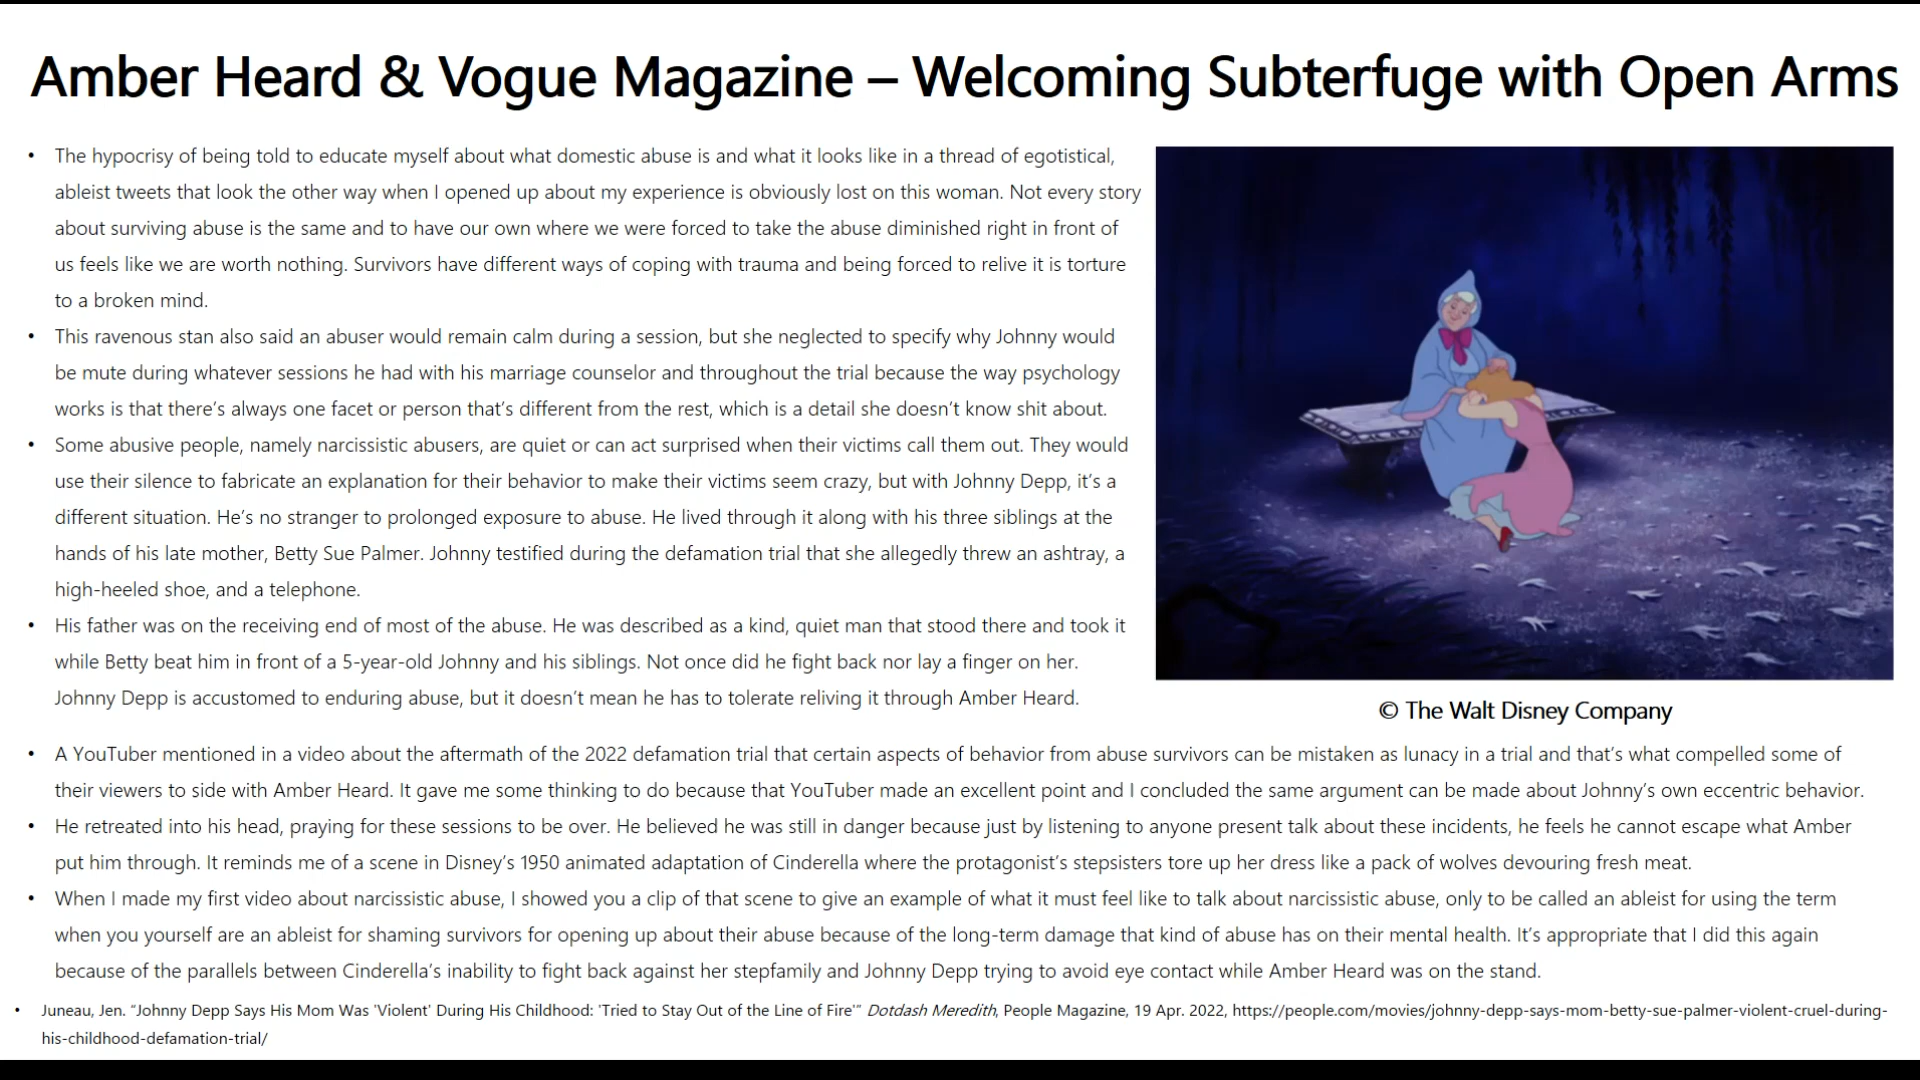 Amber Heard & Vogue Magazine – Welcoming Subterfuge with Open Arms
• The hypocrisy of being told to educate myself about what domestic abuse is and what it looks like in a thread of egotistical,
ableist tweets that look the other way when I opened up about my experience is obviously lost on this woman. Not every story
about surviving abuse is the same and to have our own where we were forced to take the abuse diminished right in front of
us feels like we are worth nothing. Survivors have different ways of coping with trauma and being forced to relive it is torture
to a broken mind.
• This ravenous stan also said an abuser would remain calm during a session, but she neglected to specify why Johnny would
be mute during whatever sessions he had with his marriage counselor and throughout the trial because the way psychology
works is that there’s always one facet or person that’s different from the rest, which is a detail she doesn’t know shit about.
• Some abusive people, namely narcissistic abusers, are quiet or can act surprised when their victims call them out. They would
use their silence to fabricate an explanation for their behavior to make their victims seem crazy, but with Johnny Depp, it’s a
different situation. He’s no stranger to prolonged exposure to abuse. He lived through it along with his three siblings at the
hands of his late mother, Betty Sue Palmer. Johnny testified during the defamation trial that she allegedly threw an ashtray, a
high-heeled shoe, and a telephone.
• His father was on the receiving end of most of the abuse. He was described as a kind, quiet man that stood there and took it
while Betty beat him in front of a 5-year-old Johnny and his siblings. Not once did he fight back nor lay a finger on her.
Johnny Depp is accustomed to enduring abuse, but it doesn’t mean he has to tolerate reliving it through Amber Heard.
© The Walt Disney Company
• A YouTuber mentioned in a video about the aftermath of the 2022 defamation trial that certain aspects of behavior from abuse survivors can be mistaken as lunacy in a trial and that’s what compelled some of
their viewers to side with Amber Heard. It gave me some thinking to do because that YouTuber made an excellent point and I concluded the same argument can be made about Johnny’s own eccentric behavior.
• He retreated into his head, praying for these sessions to be over. He believed he was still in danger because just by listening to anyone present talk about these incidents, he feels he cannot escape what Amber
put him through. It reminds me of a scene in Disney’s 1950 animated adaptation of Cinderella where the protagonist’s stepsisters tore up her dress like a pack of wolves devouring fresh meat.
• When I made my first video about narcissistic abuse, I showed you a clip of that scene to give an example of what it must feel like to talk about narcissistic abuse, only to be called an ableist for using the term
when you yourself are an ableist for shaming survivors for opening up about their abuse because of the long-term damage that kind of abuse has on their mental health. It’s appropriate that I did this again
because of the parallels between Cinderella’s inability to fight back against her stepfamily and Johnny Depp trying to avoid eye contact while Amber Heard was on the stand.
• Juneau, Jen. “Johnny Depp Says His Mom Was 'Violent' During His Childhood: 'Tried to Stay Out of the Line of Fire'” Dotdash Meredith, People Magazine, 19 Apr. 2022, https://people.com/movies/johnny-depp-says-mom-betty-sue-palmer-violent-cruel-during-
his-childhood-defamation-trial/